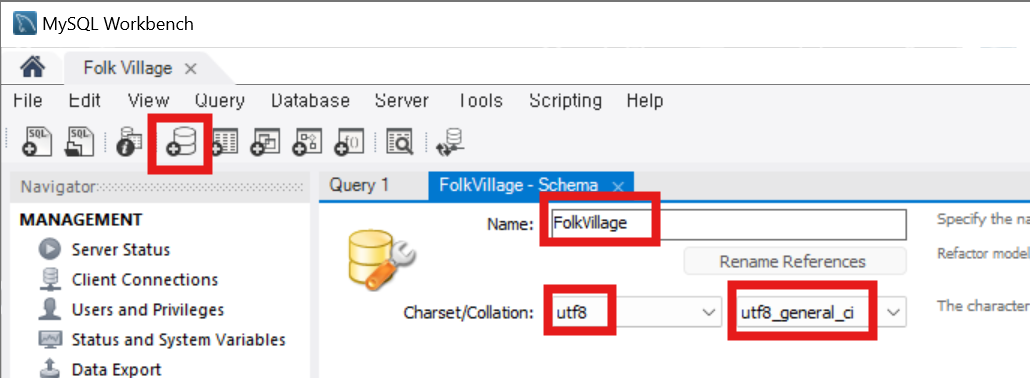 MySQL Workbench
Folk Village
File Edit View Query Database Server Tools Scripting Help
SQL SQL
Navigator
Query 1
FolkVillage - Schema
MANAGEMENT
Server Status
Client Connections
Users and Privileges
Status and System Variables
Data Export
Name: FolkVillage
Specify the na
Rename References
Refactor model
Charset/Collation: utf8 utf8_general_ci
The character